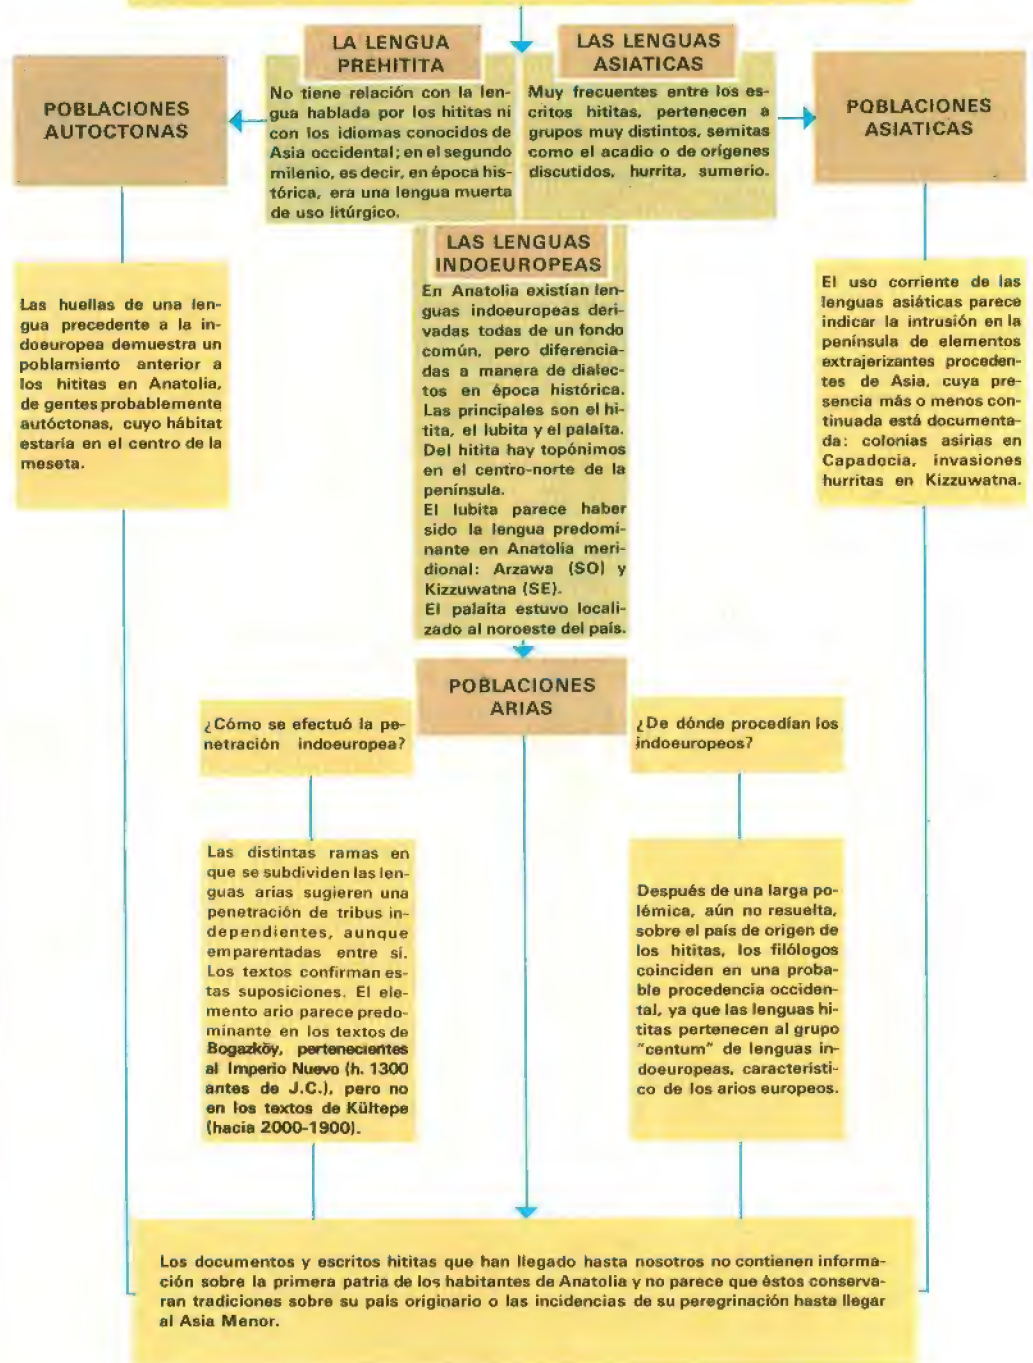 LA LENGUA
PREHITITA
No tiene relación con la len-
gua hablada por los hititas ni
con los idiomas conocidos de
Asia occidental; en el segundo
milenio, es decir, en época his-
tórica, era una lengua muerta
de uso litúrgico.
LAS LENGUAS
ASIATICAS
Muy frecuentes entre los es-
critos hititas, pertenecen a
grupos muy distintos, semitas
como el acadio o de orígenes
discutidos, hurrita, sumerio.
POBLACIONES
AUTOCTONAS
POBLACIONES
ASIATICAS
Las huellas de una len-
gua precedente a la in-
doeuropea demuestra un
poblamiento anterior a
los hititas en Anatolia,
de gentes probablemente
autóctonas, cuyo hábitat
estaría en el centro de la
meseta.
LAS LENGUAS
INDOEUROPEAS
En Anatolia existían len-
guas indoeuropeas deri-
vadas todas de un fondo
común, pero diferencia-
das a manera de dialec-
tos en época histórica.
Las principales son el hi-
tita, el lubita y el palaíta.
Del hitita hay topónimos
en el centro-norte de la
península.
El lubita parece haber
sido la lengua predomi-
nante en Anatolia meri-
dional: Arzawa (SO) y
Kizzuwatna (SE).
El palaíta estuvo locali-
zado al noroeste del país.
El uso corriente de las
lenguas asiáticas parece
indicar la intrusión en la
península de elementos
extrajerizantes proceden-
tes de Asia, cuya pre-
sencia más o menos con-
tinuada está documenta-
da: colonias asirias en
Capadocia, invasiones
hurritas en Kizzuwatna.
POBLACIONES
ARIAS
¿Cómo se efectuó la pe-
netración indoeuropea?
Las distintas ramas en
que se subdividen las len-
guas arias sugieren una
penetración de tribus in-
dependientes, aunque
emparentadas entre sí.
Los textos confirman es-
tas suposiciones. El ele-
mento ario parece predo-
minante en los textos de
Bogazköy, pertenecientes
al Imperio Nuevo (h. 1300
antes de J.C.), pero no
en los textos de Kültepe
(hacia 2000-1900).
¿De dónde procedían los
indoeuropeos?
Después de una larga po-
lémica, aún no resuelta,
sobre el país de origen de
los hititas, los filólogos
coinciden en una proba-
ble procedencia occiden-
tal, ya que las lenguas hi-
titas pertenecen al grupo
"centum" de lenguas in-
doeuropeas, característi-
co de los arios europeos.
Los documentos y escritos hititas que han llegado hasta nosotros no contienen informa-
ción sobre la primera patria de los habitantes de Anatolia y no parece que éstos conserva-
ran tradiciones sobre su país originario o las incidencias de su peregrinación hasta llegar
al Asia Menor.